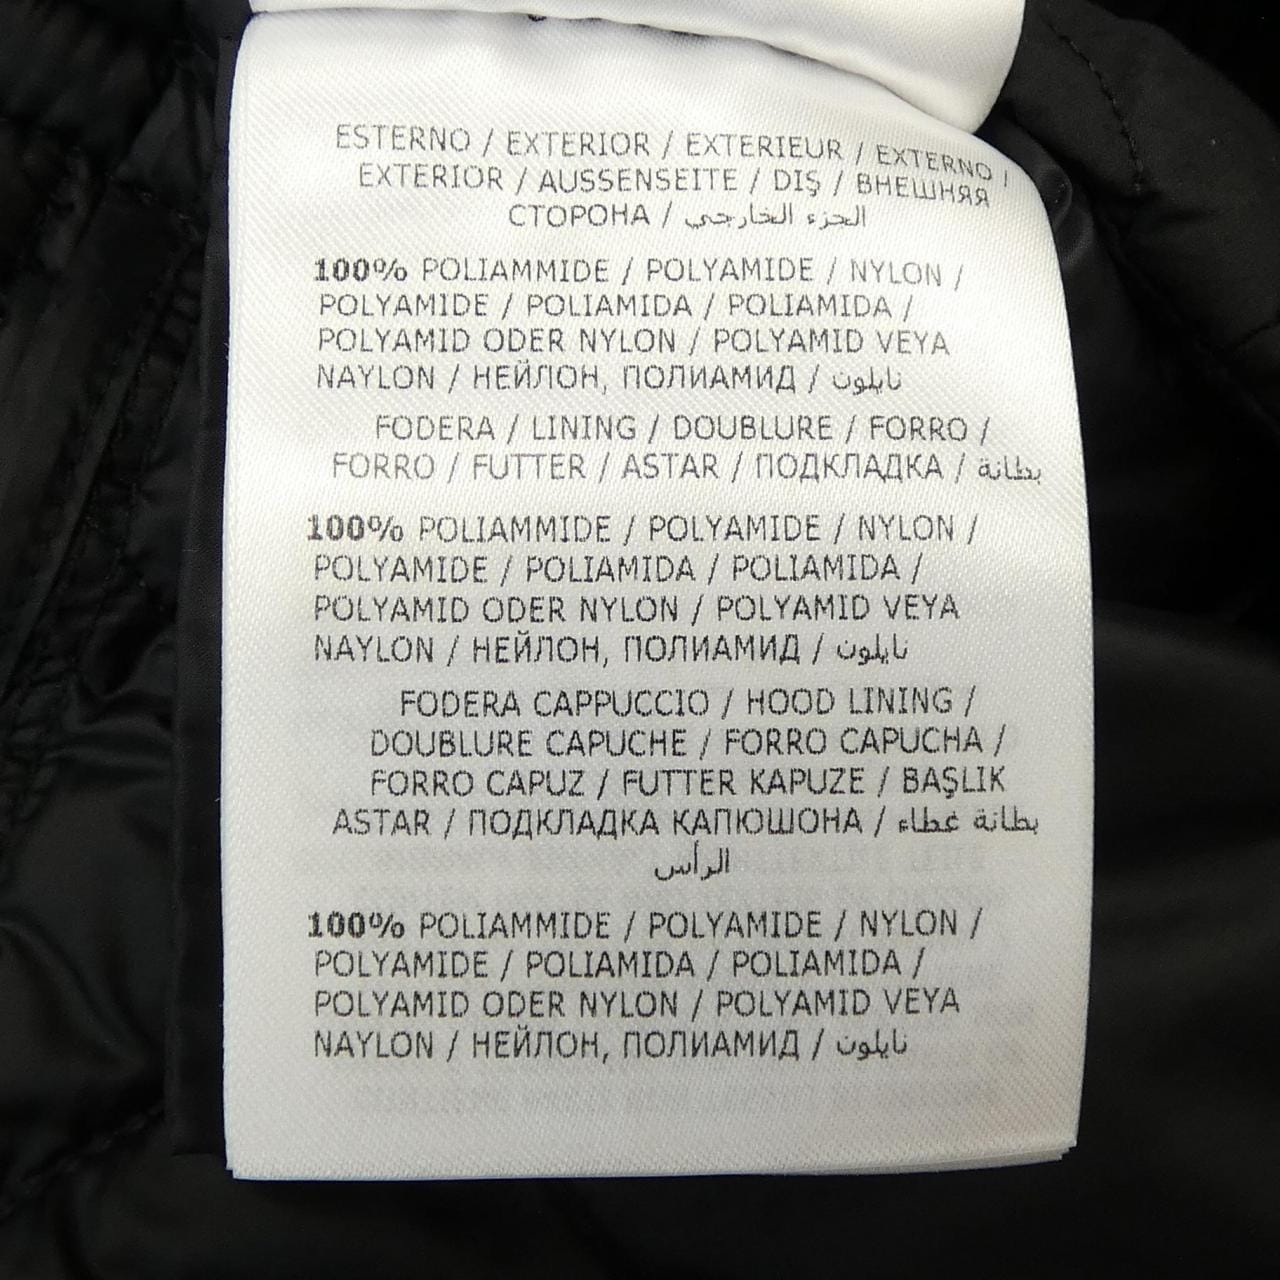 ESTERNO / EXTERIOR / EXTERIEUR / EXTERNO /
EXTERIOR / AUSSENSEITE / DIŞ / ВНЕШНЯЯ
СТОРОНА / الجزء الخارجي
100% POLIAMMIDE / POLYAMIDE / NYLON /
POLYAMIDE / POLIAMIDA / POLIAMIDA /
POLYAMID ODER NYLON / POLYAMID VEYA
NAYLON / НЕЙЛОН, ПОЛИАМИД / نايلون
FODERA / LINING / DOUBLURE / FORRO /
FORRO / FUTTER / ASTAR / ПОДКЛАДКА / بطانة
100% POLIAMMIDE / POLYAMIDE / NYLON /
POLYAMIDE / POLIAMIDA / POLIAMIDA /
POLYAMID ODER NYLON / POLYAMID VEYA
NAYLON / НЕЙЛОН, ПОЛИАМИД / نايلون
FODERA CAPPUCCIO / HOOD LINING /
DOUBLURE CAPUCHE / FORRO CAPUCHA /
FORRO CAPUZ / FUTTER KAPUZE / BAŞLIK
ASTAR / ПОДКЛАДКА КАПЮШОНА / بطانة غطاء
الرأس
100% POLIAMMIDE / POLYAMIDE / NYLON /
POLYAMIDE / POLIAMIDA / POLIAMIDA /
POLYAMID ODER NYLON / POLYAMID VEYA
NAYLON / НЕЙЛОН, ПОЛИАМИД / نايلون